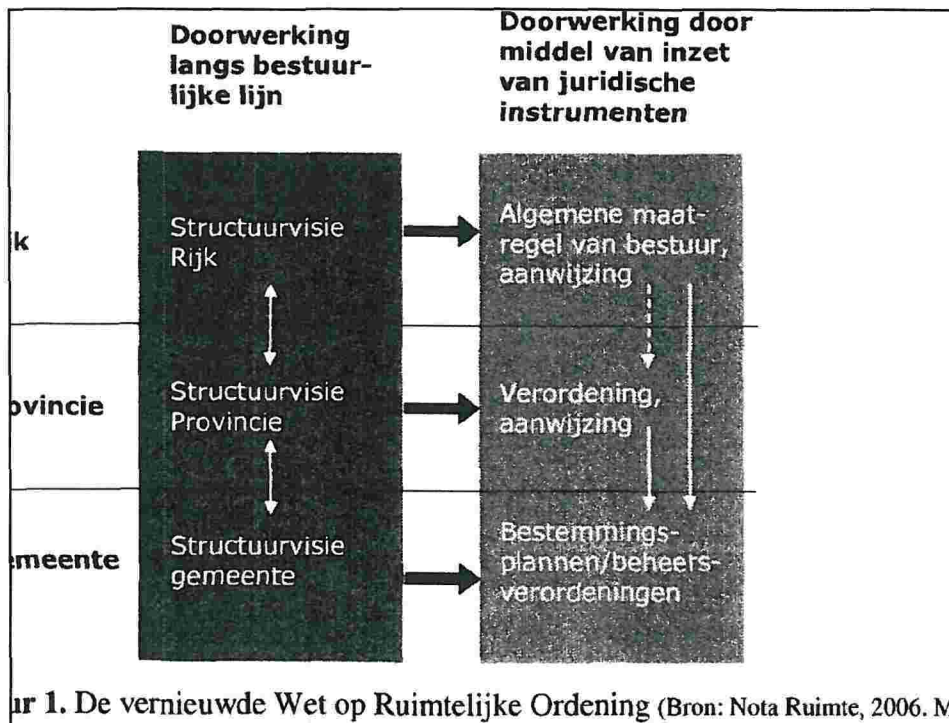 Doorwerking
langs bestuur-
lijke lijn
Doorwerking door
middel van inzet
van juridische
instrumenten
k
Structuurvisie
Rijk
Algemene maat-
regel van bestuur,
aanwijzing
ovincie
Structuurvisie
Provincie
Verordening,
aanwijzing
emeente
Structuurvisie
gemeente
Bestemmings-
plannen/beheers-
verordeningen
ur 1. De vernieuwde Wet op Ruimtelijke Ordening (Bron: Nota Ruimte, 2006. M